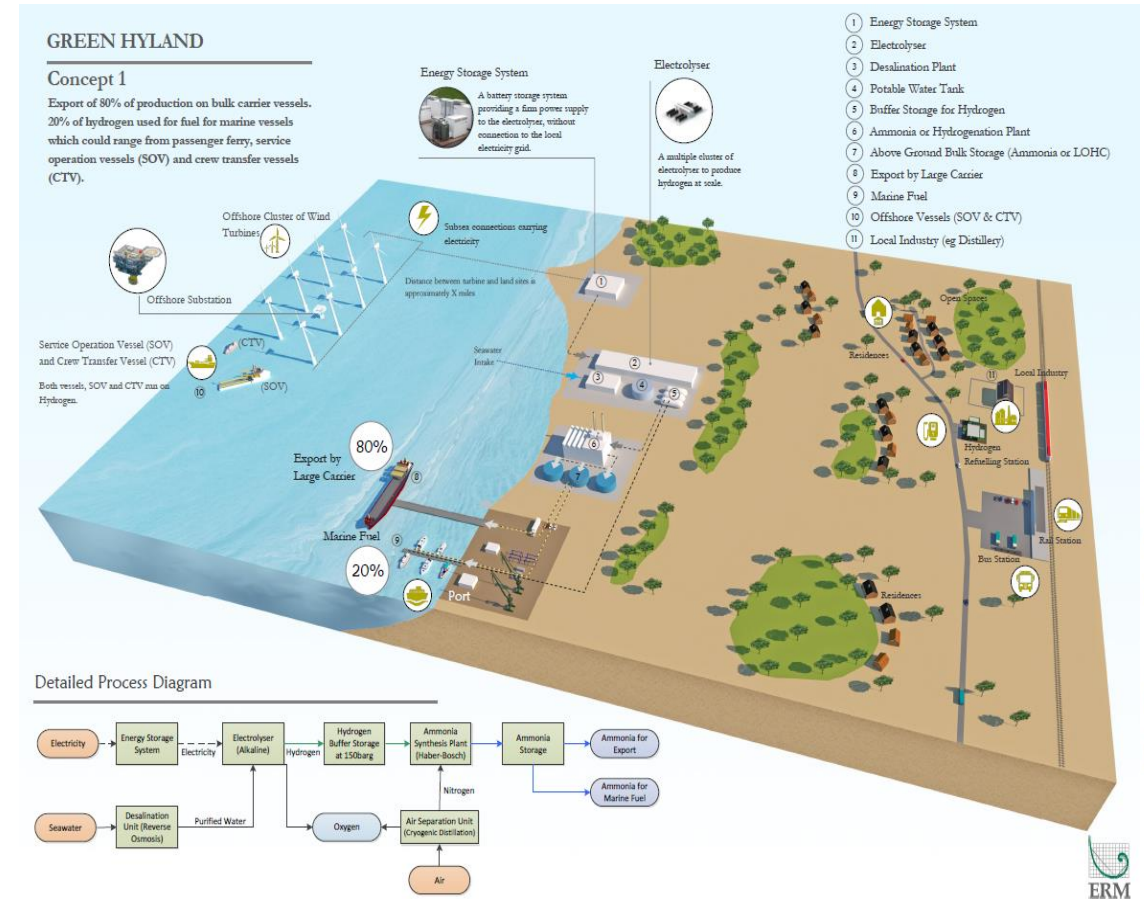 GREEN HYLAND
Concept 1
Export of 80% of production on bulk carrier vessels.
20% of hydrogen used for fuel for marine vessels
which could range from passenger ferry, service
operation vessels (SOV) and crew transfer vessels
(CTV).
Energy Storage System
A battery storage system
providing a firm power supply
to the electrolyser, without
connection to the local
electricity grid.
Electrolyser
A multiple cluster of
electrolyser to produce
hydrogen at scale.
1 Energy Storage System
2 Electrolyser
3 Desalination Plant
4 Potable Water Tank
5 Buffer Storage for Hydrogen
6 Ammonia or Hydrogenation Plant
7 Above Ground Bulk Storage (Ammonia or LOHC)
8 Export by Large Carrier
9 Marine Fuel
10 Offshore Vessels (SOV & CTV)
11 Local Industry (eg Distillery)
Offshore Cluster of Wind
Turbines
Subsea connections carrying
electricity
Offshore Substation
Distance between turbine and land sites is
approximately X miles
Service Operation Vessel (SOV)
and Crew Transfer Vessel (CTV)
Both vessels, SOV and CTV run on
Hydrogen.
10
(CTV)
(SOV)
1
Seawater
Intake
2
3
4
5
6
7
Open Spaces
Residences
11
Local Industry
Hydrogen
Refuelling Station
Rail Station
Bus Station
Residences
80%
Export by
Large Carrier
8
Marine Fuel
9
20%
Port
Detailed Process Diagram
Electricity
Energy Storage
System
Electricity
Electrolyser
(Alkaline)
Hydrogen
Hydrogen
Buffer Storage
at 150barg
Ammonia
Synthesis Plant
(Haber-Bosch)
Ammonia
Storage
Ammonia for
Export
Ammonia for
Marine Fuel
Nitrogen
Seawater
Desalination
Unit (Reverse
Osmosis)
Purified Water
Oxygen
Air Separation Unit
(Cryogenic Distillation)
Air
ERM